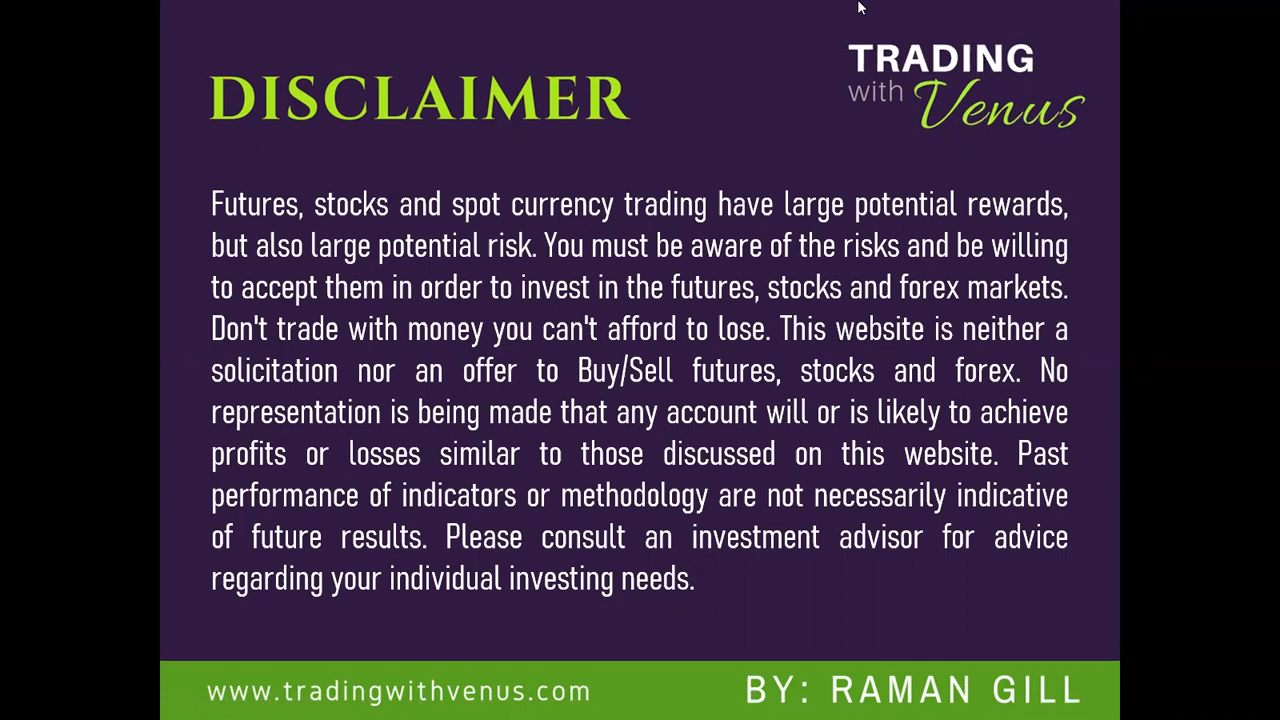 TRADING
with Venus
DISCLAIMER
Futures, stocks and spot currency trading have large potential rewards,
but also large potential risk. You must be aware of the risks and be willing
to accept them in order to invest in the futures, stocks and forex markets.
Don't trade with money you can't afford to lose. This website is neither a
solicitation nor an offer to Buy/Sell futures, stocks and forex. No
representation is being made that any account will or is likely to achieve
profits or losses similar to those discussed on this website. Past
performance of indicators or methodology are not necessarily indicative
of future results. Please consult an investment advisor for advice
regarding your individual investing needs.
www.tradingwithvenus.com
BY: RAMAN GILL